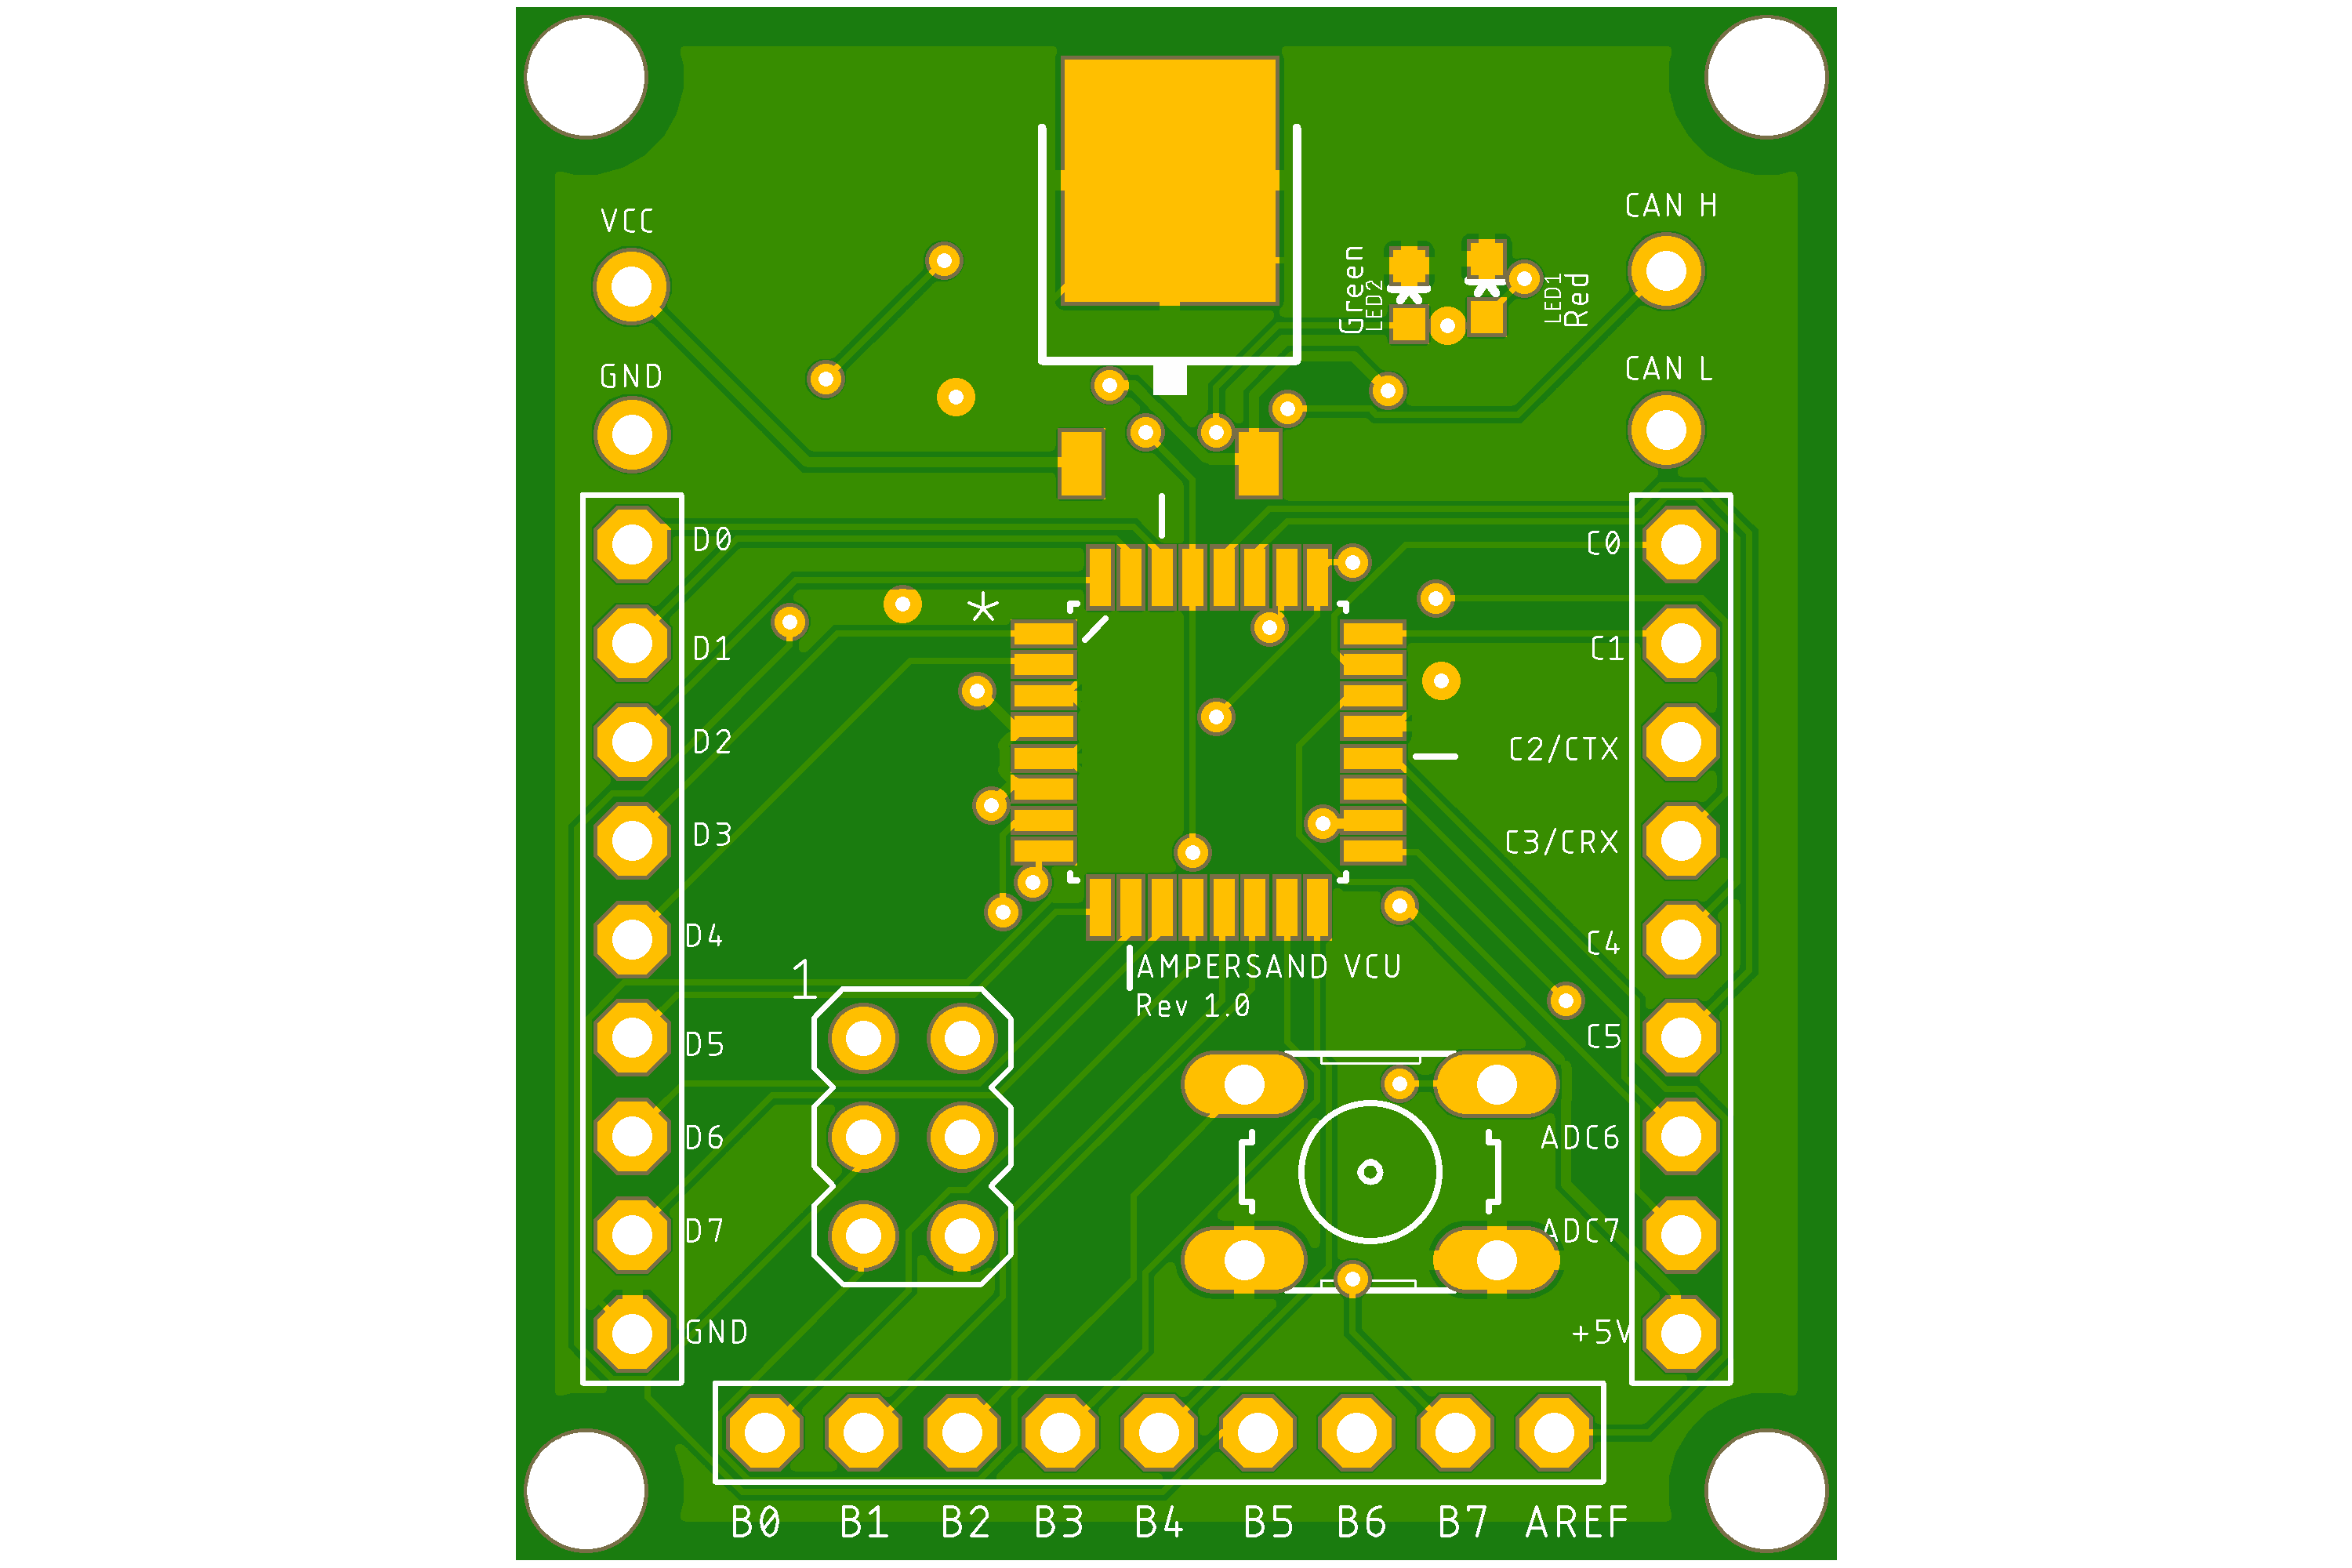 VCC
CAN H
Green
LED2
LED1
Red
GND
CAN L
D0
C0
D1
C1
D2
C2/CTX
D3
C3/CRX
D4
C4
*
1
AMPERSAND VCU
Rev 1.0
D5
C5
D6
ADC6
D7
ADC7
GND
+5V
B0 B1 B2 B3 B4 B5 B6 B7 AREF